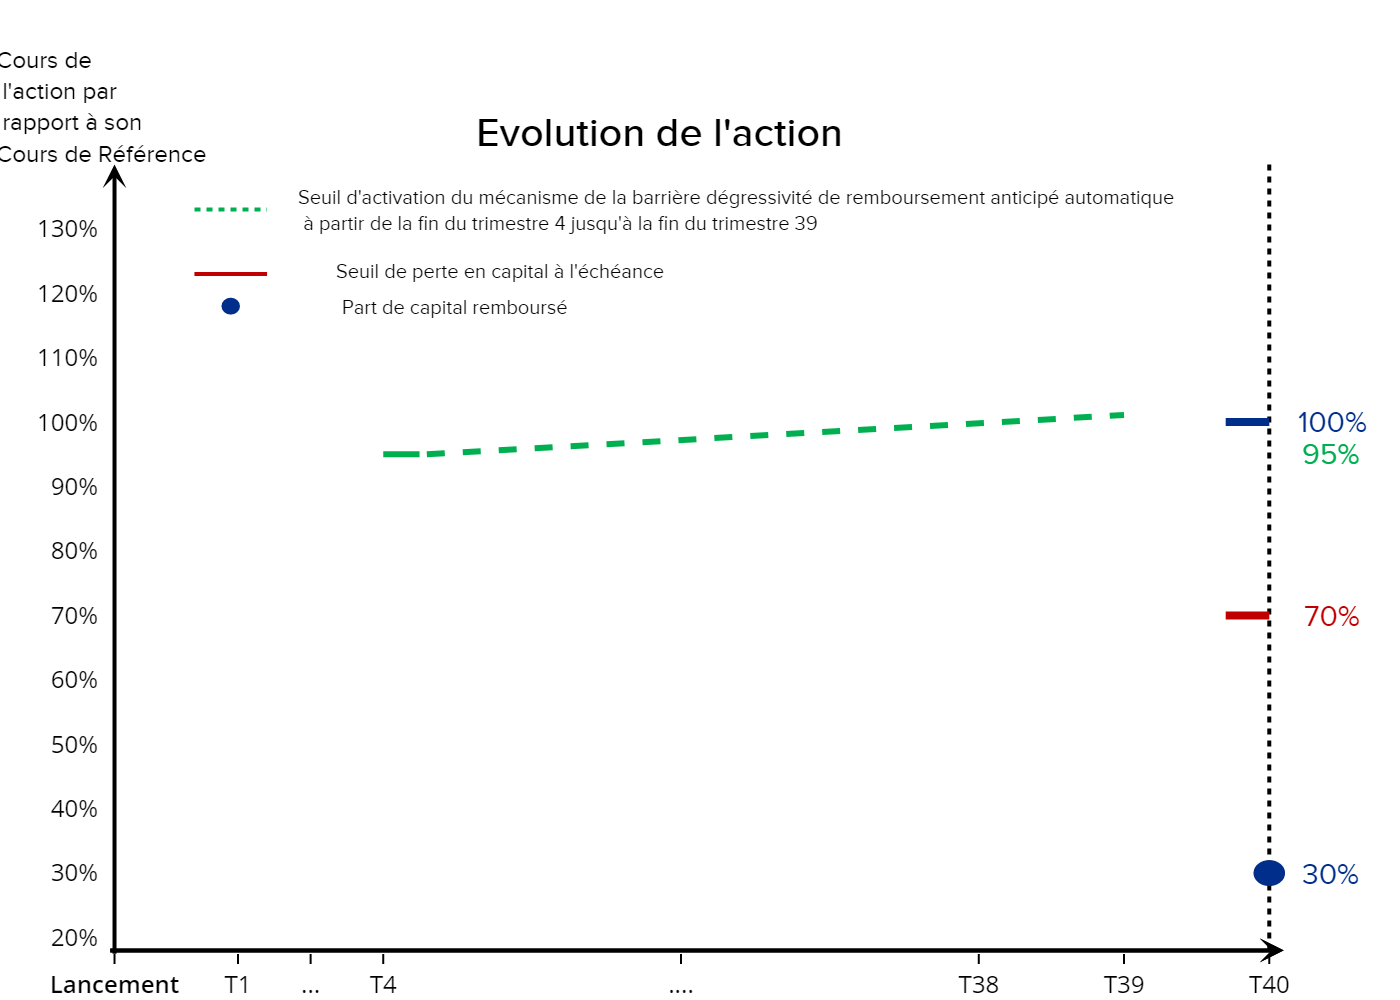 Cours de
l'action par
rapport à son
Cours de Référence
Evolution de l'action
Seuil d'activation du mécanisme de la barrière dégressivité de remboursement anticipé automatique
à partir de la fin du trimestre 4 jusqu'à la fin du trimestre 39
Seuil de perte en capital à l'échéance
Part de capital remboursé
130%
120%
110%
100%
90%
80%
70%
60%
50%
40%
30%
20%
100%
95%
70%
30%
Lancement T1 ... T4 .... T38 T39 T40